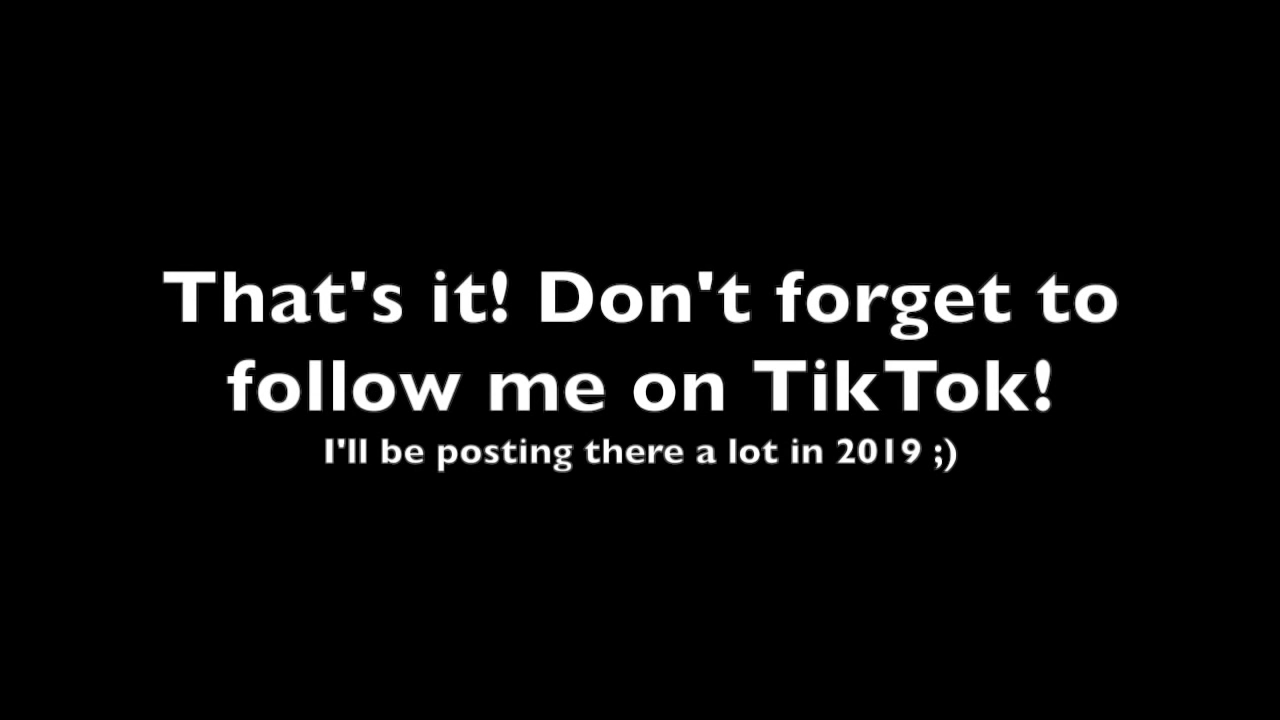 That's it! Don't forget to
follow me on TikTok!
I'll be posting there a lot in 2019 ;)